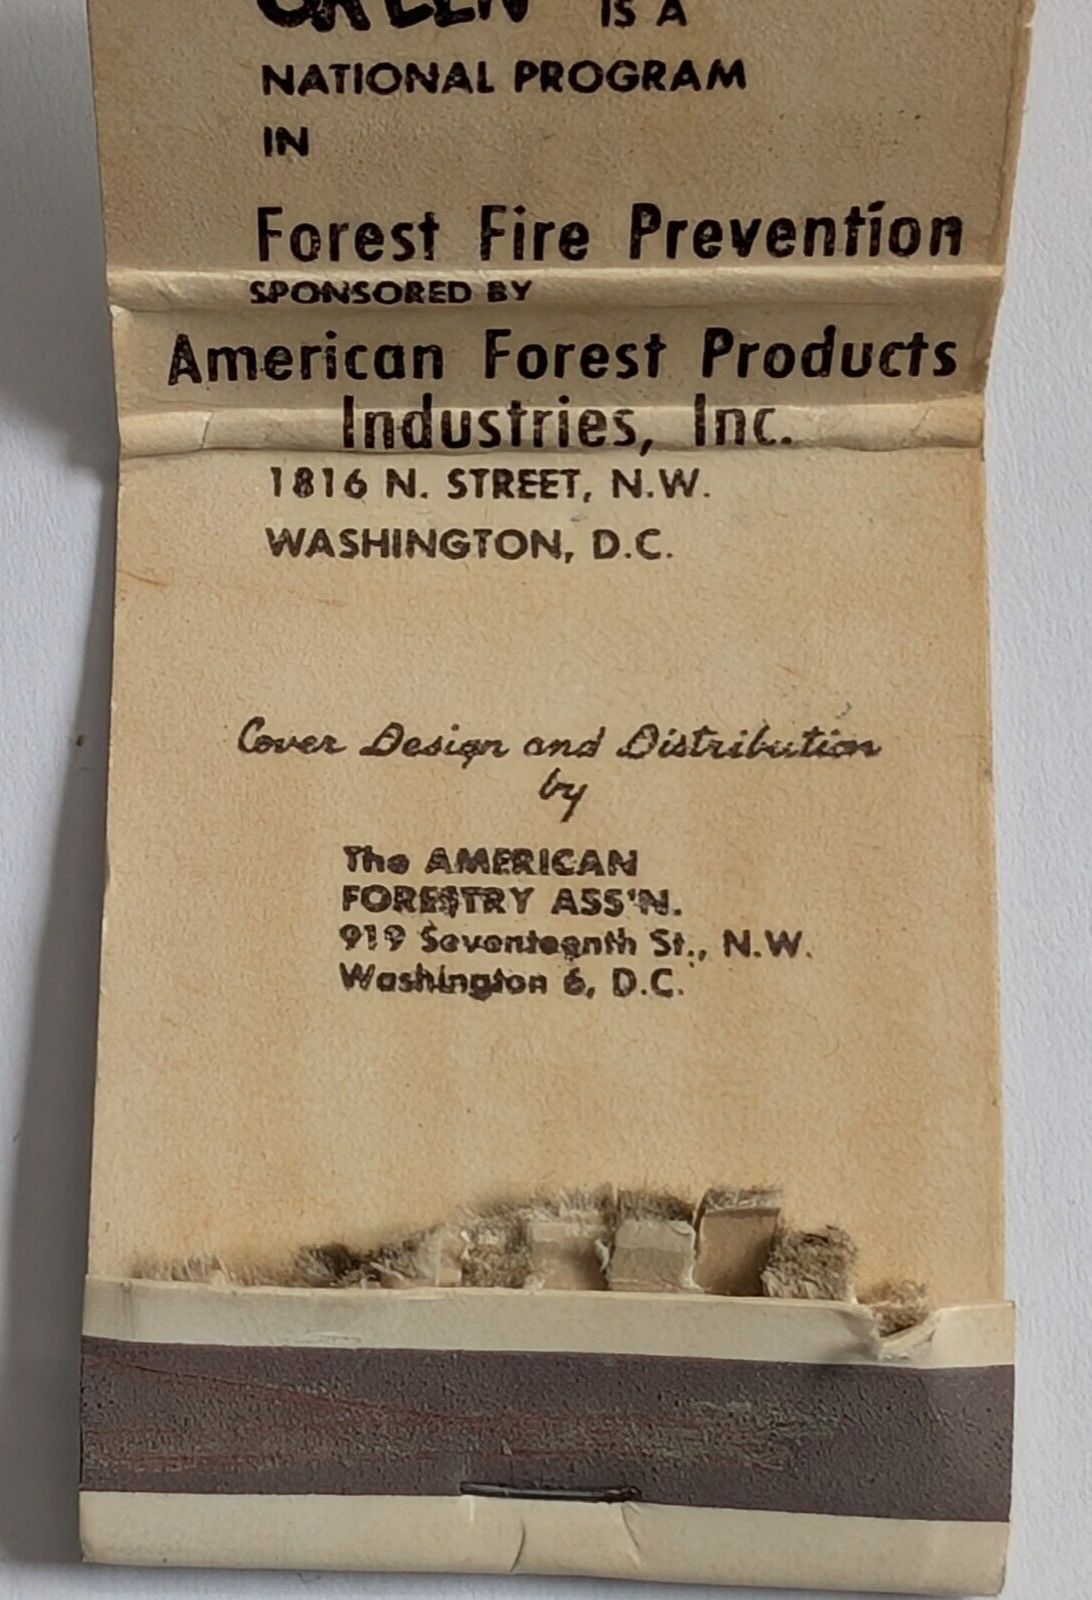 GREEN IS A
NATIONAL PROGRAM
IN
Forest Fire Prevention
SPONSORED BY
American Forest Products
Industries, Inc.
1816 N. STREET, N.W.
WASHINGTON, D.C.
Cover Design and Distribution
by
The AMERICAN
FORESTRY ASS'N.
919 Seventeenth St., N.W.
Washington 6, D.C.